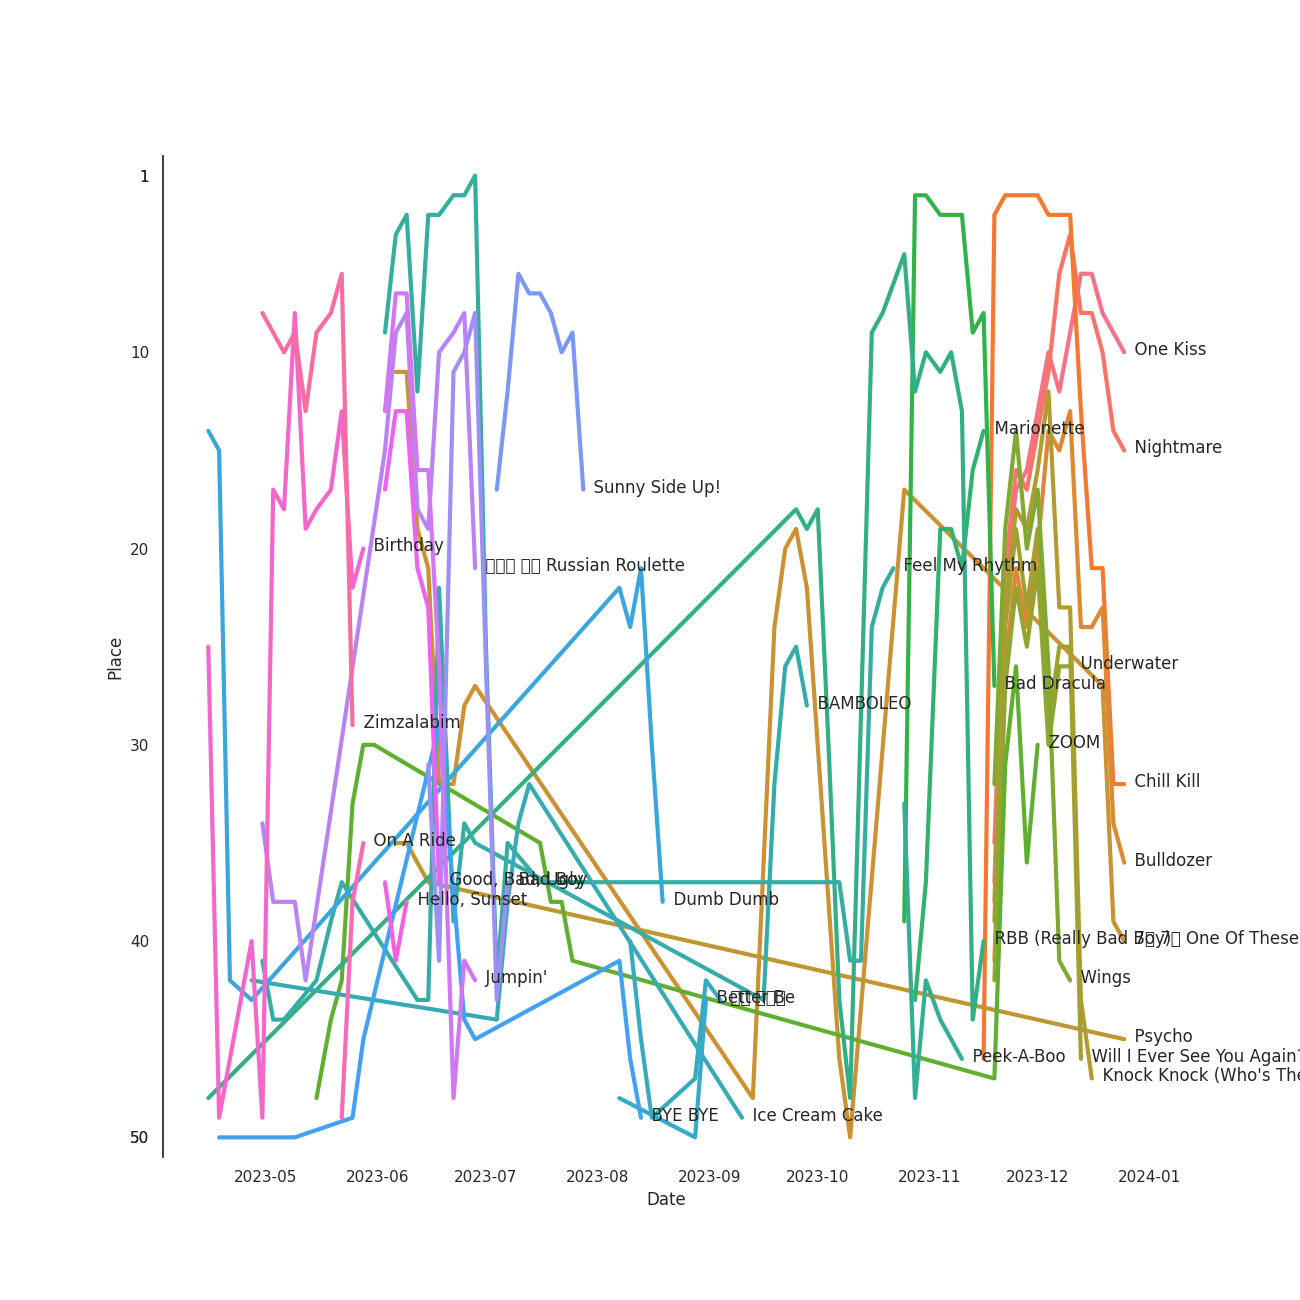 1
10
20
30
40
50
Place
2023-05
2023-06
2023-07
2023-08
2023-09
2023-10
2023-11
2023-12
2024-01
Date
One Kiss
Marionette
Nightmare
Sunny Side Up!
Birthday
Russian Roulette
Feel My Rhythm
Underwater
Bad Dracula
BAMBOLEO
Zimzalabim
ZOOM
Chill Kill
On A Ride
Bulldozer
Good, Bad, Ugly
Bad Boy
Hello, Sunset
Dumb Dumb
RBB (Really Bad Boy)
One Of These
Jumpin'
Wings
Better Be
Psycho
Peek-A-Boo
Will I Ever See You Again?
Knock Knock (Who's The
BYE BYE
Ice Cream Cake